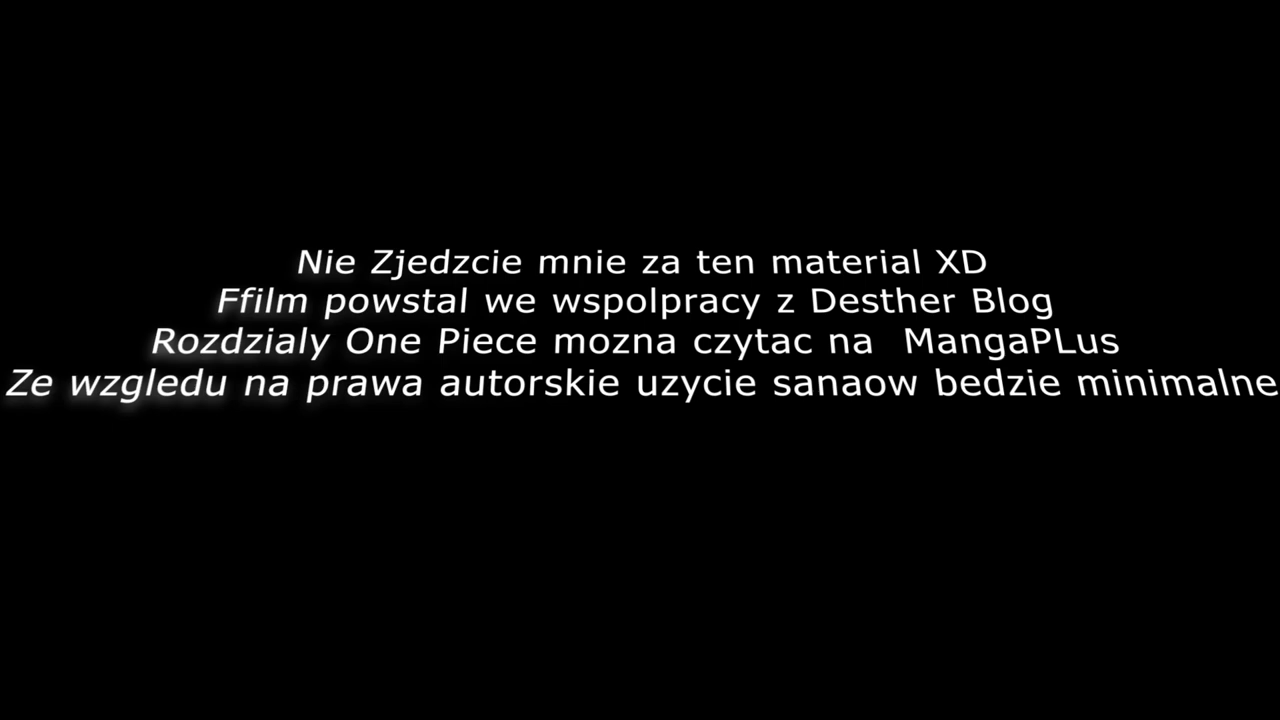 Nie Zjedzcie mnie za ten material XD
Ffilm powstal we wspolpracy z Desther Blog
Rozdzialy One Piece mozna czytac na MangaPLus
Ze wzgledu na prawa autorskie uzycie sanaow bedzie minimalne